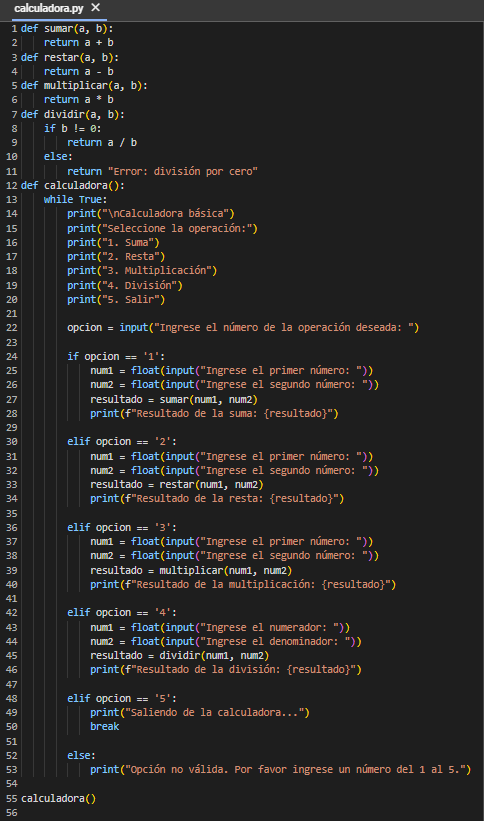 calculadora.py ×
1 def sumar(a, b):
2     return a + b
3 def restar(a, b):
4     return a - b
5 def multiplicar(a, b):
6     return a * b
7 def dividir(a, b):
8     if b != 0:
9         return a / b
10     else:
11         return "Error: división por cero"
12 def calculadora():
13     while True:
14         print("\nCalculadora básica")
15         print("Seleccione la operación:")
16         print("1. Suma")
17         print("2. Resta")
18         print("3. Multiplicación")
19         print("4. División")
20         print("5. Salir")
21
22         opcion = input("Ingrese el número de la operación deseada: ")
23
24         if opcion == '1':
25             num1 = float(input("Ingrese el primer número: "))
26             num2 = float(input("Ingrese el segundo número: "))
27             resultado = sumar(num1, num2)
28             print(f"Resultado de la suma: {resultado}")
29
30         elif opcion == '2':
31             num1 = float(input("Ingrese el primer número: "))
32             num2 = float(input("Ingrese el segundo número: "))
33             resultado = restar(num1, num2)
34             print(f"Resultado de la resta: {resultado}")
35
36         elif opcion == '3':
37             num1 = float(input("Ingrese el primer número: "))
38             num2 = float(input("Ingrese el segundo número: "))
39             resultado = multiplicar(num1, num2)
40             print(f"Resultado de la multiplicación: {resultado}")
41
42         elif opcion == '4':
43             num1 = float(input("Ingrese el numerador: "))
44             num2 = float(input("Ingrese el denominador: "))
45             resultado = dividir(num1, num2)
46             print(f"Resultado de la división: {resultado}")
47
48         elif opcion == '5':
49             print("Saliendo de la calculadora...")
50             break
51
52         else:
53             print("Opción no válida. Por favor ingrese un número del 1 al 5.")
54
55 calculadora()
56